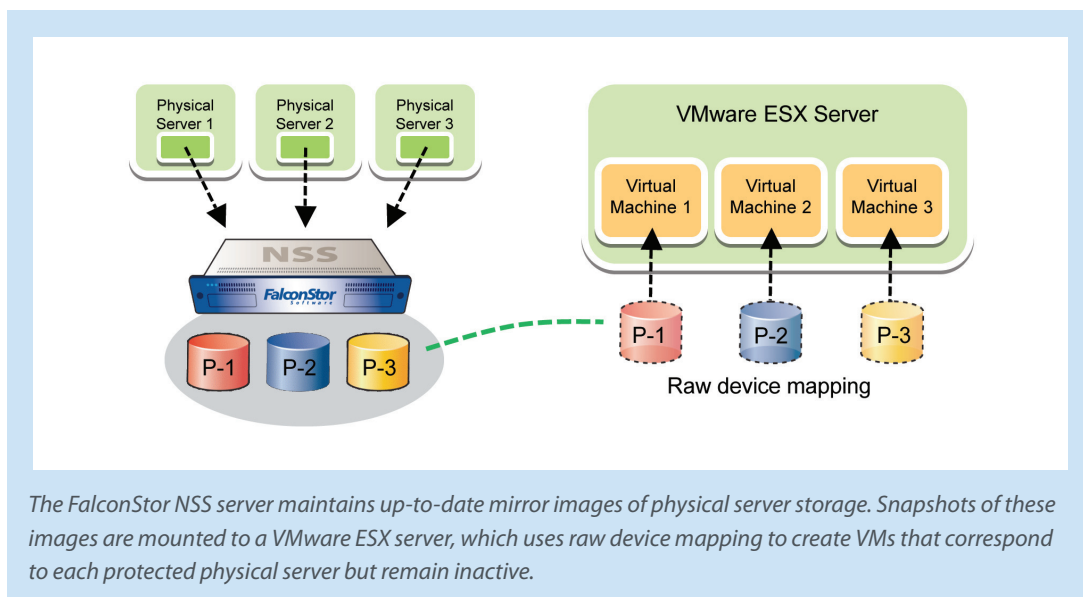 Physical
Server 1
Physical
Server 2
Physical
Server 3
VMware ESX Server
Virtual
Machine 1
Virtual
Machine 2
Virtual
Machine 3
NSS
FalconStor
Software
P-1
P-2
P-3
P-1
P-2
P-3
Raw device mapping
The FalconStor NSS server maintains up-to-date mirror images of physical server storage. Snapshots of these
images are mounted to a VMware ESX server, which uses raw device mapping to create VMs that correspond
to each protected physical server but remain inactive.